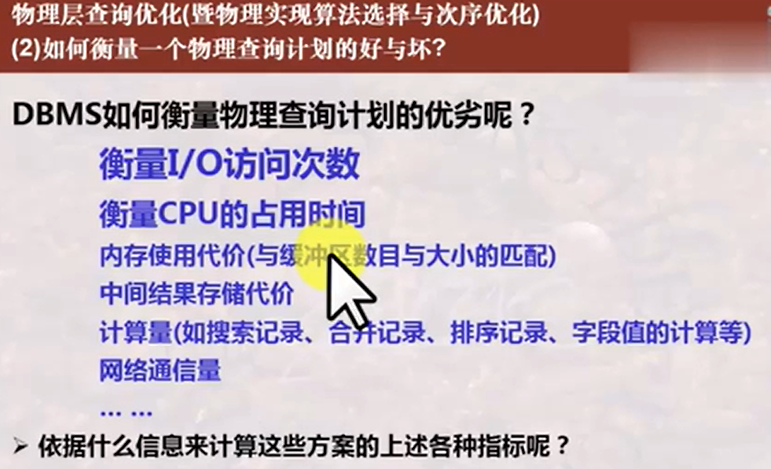 物理层查询优化(暨物理实现算法选择与次序优化)
(2)如何衡量一个物理查询计划的好与坏?
DBMS如何衡量物理查询计划的优劣呢？
衡量I/O访问次数
衡量CPU的占用时间
内存使用代价(与缓冲区数目与大小的匹配)
中间结果存储代价
计算量(如搜索记录、合并记录、排序记录、字段值的计算等)
网络通信量
… …
➢ 依据什么信息来计算这些方案的上述各种指标呢？